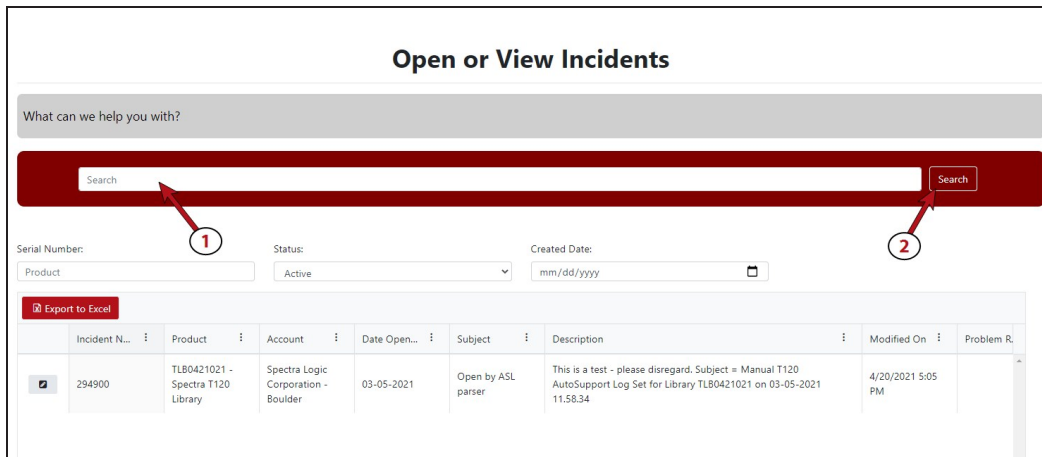 Open or View Incidents
What can we help you with?
Search
Search
1
2
Serial Number:
Status:
Created Date:
Product
Active
mm/dd/yyyy
Export to Excel
Incident N...
Product
Account
Date Open...
Subject
Description
Modified On
Problem R.
294900
TLB0421021 -
Spectra T120
Library
Spectra Logic
Corporation -
Boulder
03-05-2021
Open by ASL
parser
This is a test - please disregard. Subject = Manual T120
AutoSupport Log Set for Library TLB0421021 on 03-05-2021
11.58.34
4/20/2021 5:05
PM